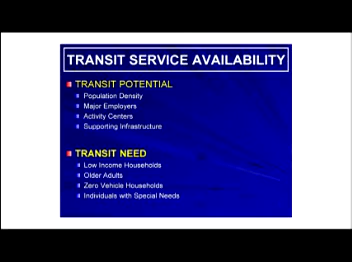 TRANSIT SERVICE AVAILABILITY
TRANSIT POTENTIAL
Population Density
Major Employers
Activity Centers
Supporting Infrastructure
TRANSIT NEED
Low Income Households
Older Adults
Zero Vehicle Households
Individuals with Special Needs